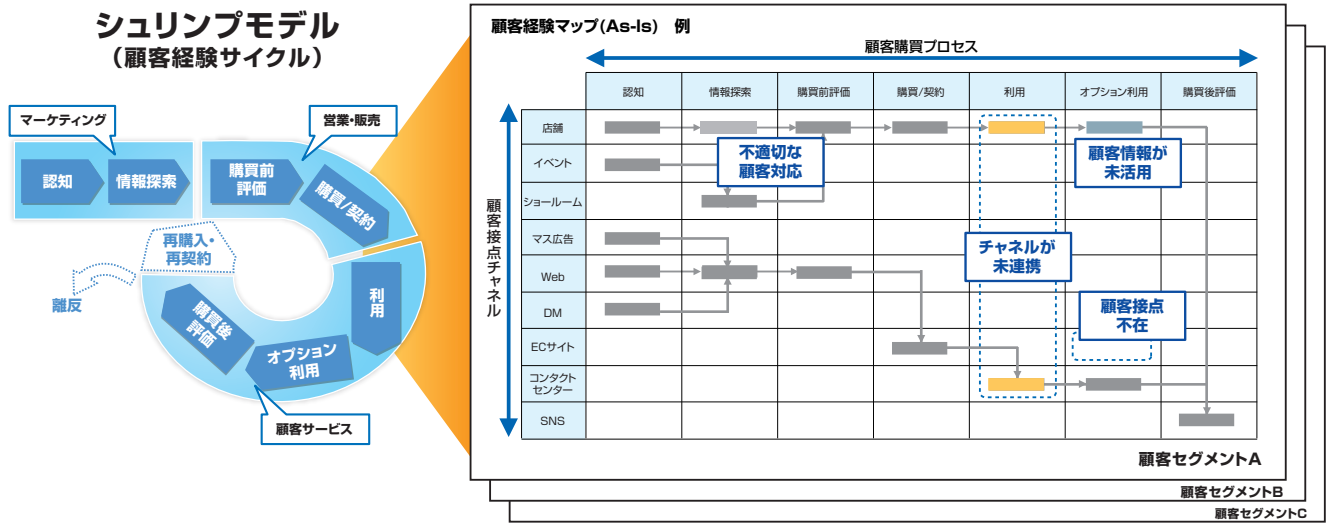 シュリンプモデル
（顧客経験サイクル）
マーケティング
営業・販売
認知
情報探索
購買前
評価
購買/契約
再購入・
再契約
離反
利用
購買後
評価
オプション
利用
顧客サービス
顧客経験マップ(As-Is)　例
顧客購買プロセス
顧客接点チャネル
認知
情報探索
購買前評価
購買/契約
利用
オプション利用
購買後評価
店舗
イベント
ショールーム
マス広告
Web
DM
ECサイト
コンタクト
センター
SNS
不適切な
顧客対応
顧客情報が
未活用
チャネルが
未連携
顧客接点
不在
顧客セグメントA
顧客セグメントB
顧客セグメントC